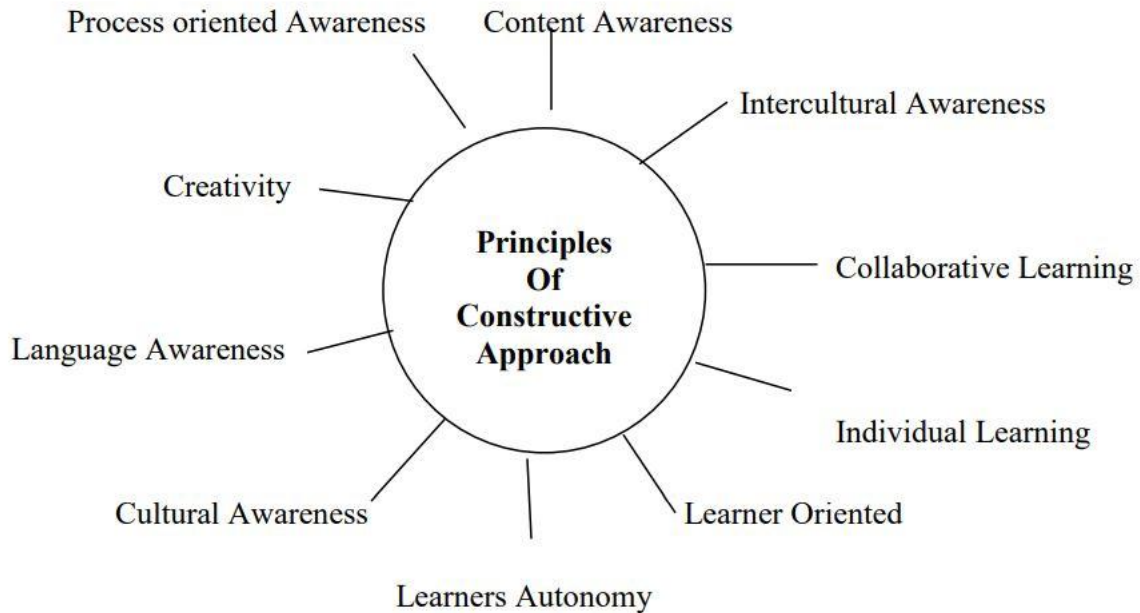 Process oriented Awareness
Content Awareness
Intercultural Awareness
Creativity
Principles
Of
Constructive
Approach
Collaborative Learning
Language Awareness
Individual Learning
Cultural Awareness
Learner Oriented
Learners Autonomy